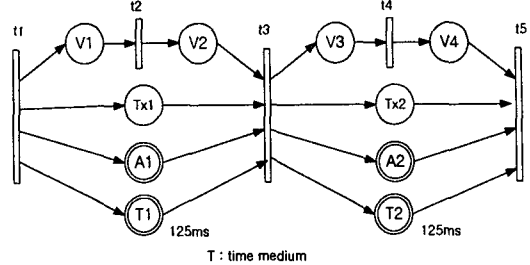 t1 t2 t3 t4 t5
V1 V2 V3 V4
Tx1 Tx2
A1 A2
T1 T2
125ms 125ms
T : time medium